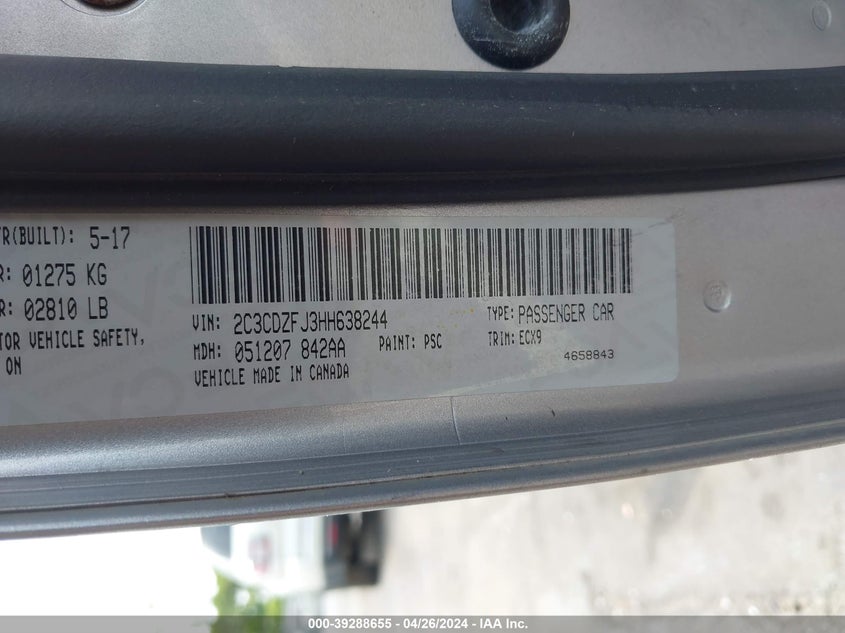 TR(BUILT): 5-17
R: 01275 KG
R: 02810 LB
TOR VEHICLE SAFETY,
ON
VIN: 2C3CDZFJ3HH638244
TYPE: PASSENGER CAR
MDH: 051207 842AA
PAINT: PSC
TRIM: ECX9
VEHICLE MADE IN CANADA
4658843
000-39288655 - 04/26/2024 - IAA Inc.